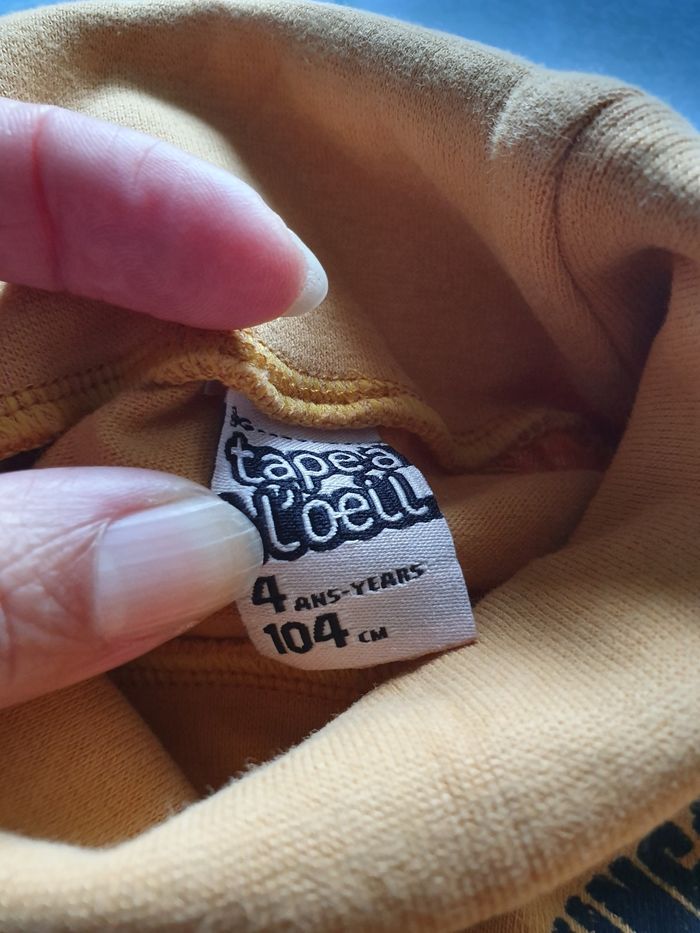 tape à
l'oeil
4 ANS-YEARS
104 CM